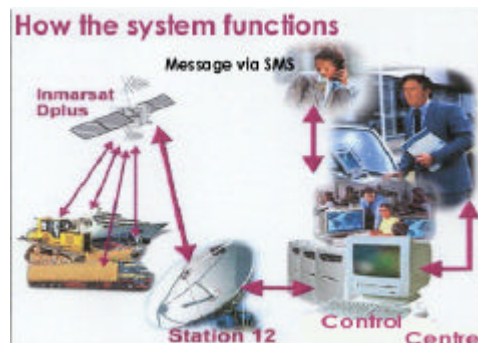 How the system functions
Message via SMS
Inmarsat
Dplus
Station 12
Control
Centre